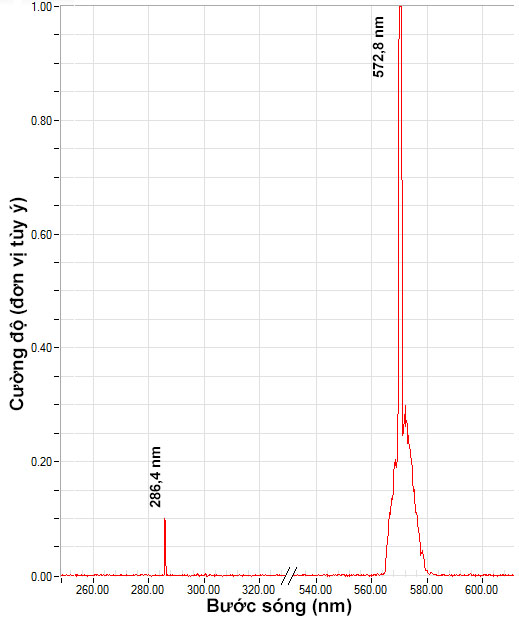 1.00
0.80
0.60
0.40
0.20
0.00
Cường độ (đơn vị tùy ý)
572,8 nm
286,4 nm
260.00 280.00 300.00 320.00 540.00 560.00 580.00 600.00
Bước sóng (nm)